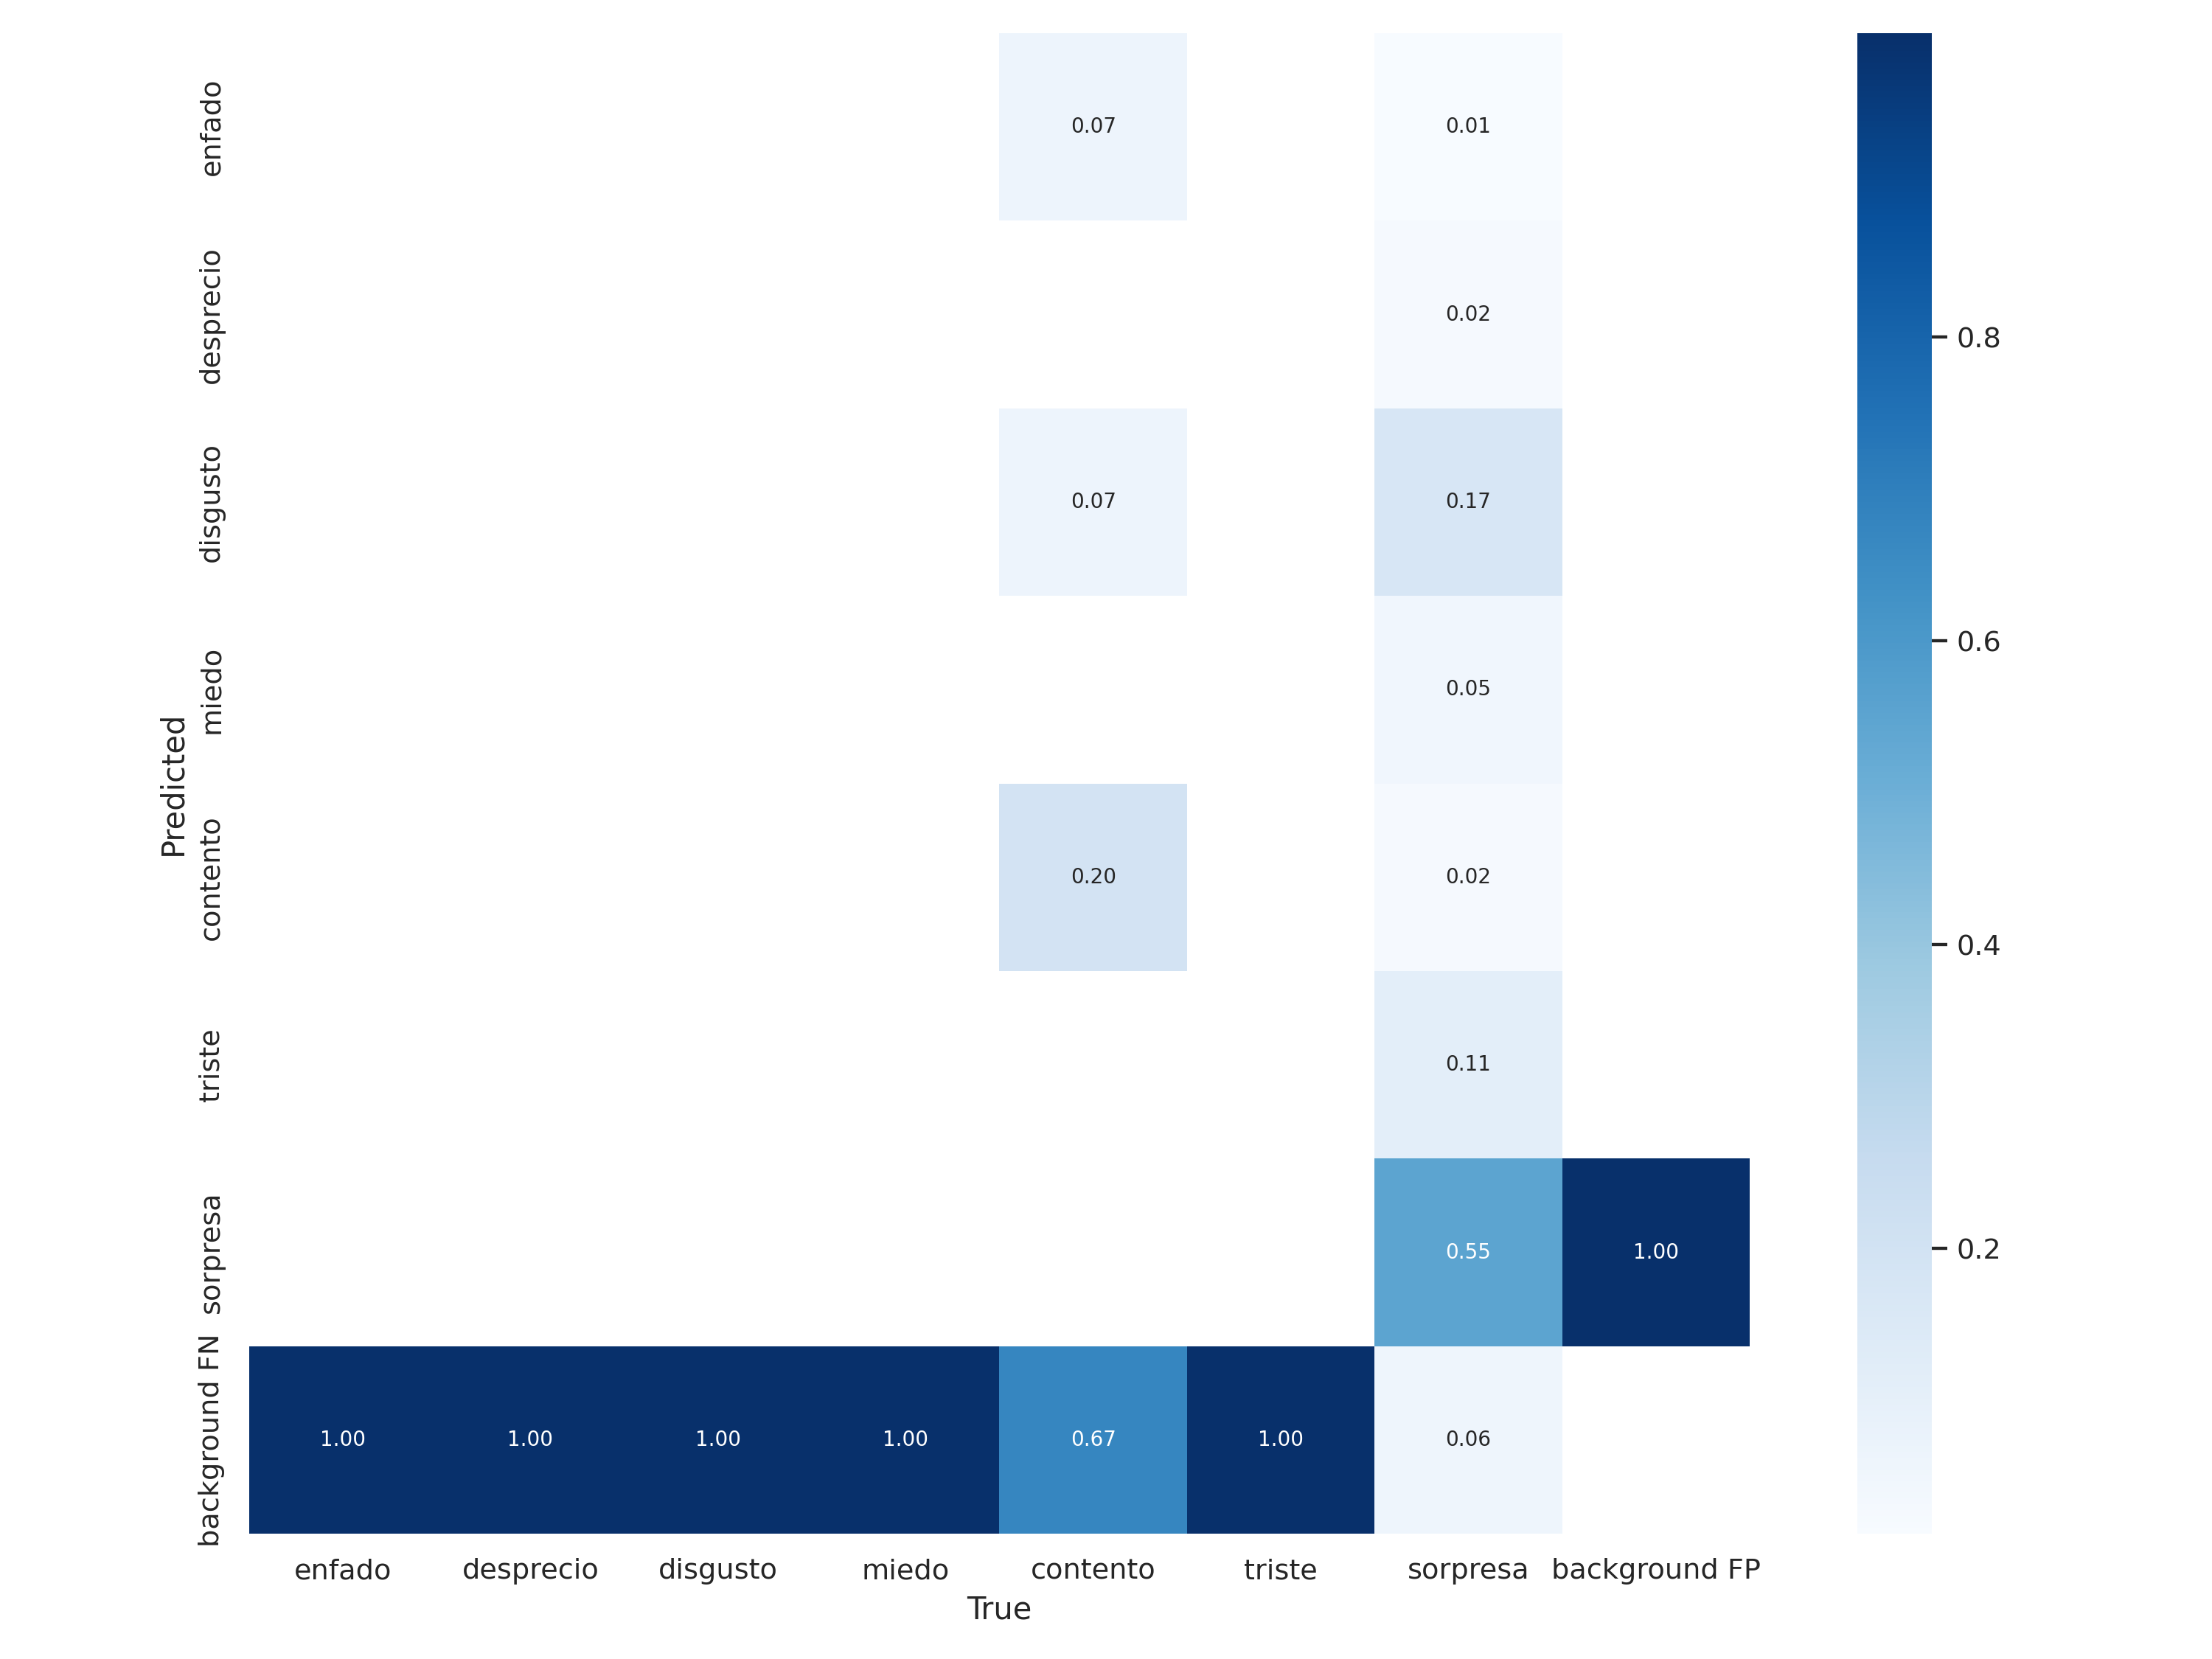 Predicted
enfado
0.07 0.01
desprecio
0.02
disgusto
0.07 0.17
miedo
0.05
contento
0.20 0.02
triste
0.11
sorpresa
0.55 1.00
background FN
1.00 1.00 1.00 1.00 0.67 1.00 0.06
enfado desprecio disgusto miedo contento triste sorpresa background FP
True
0.8
0.6
0.4
0.2